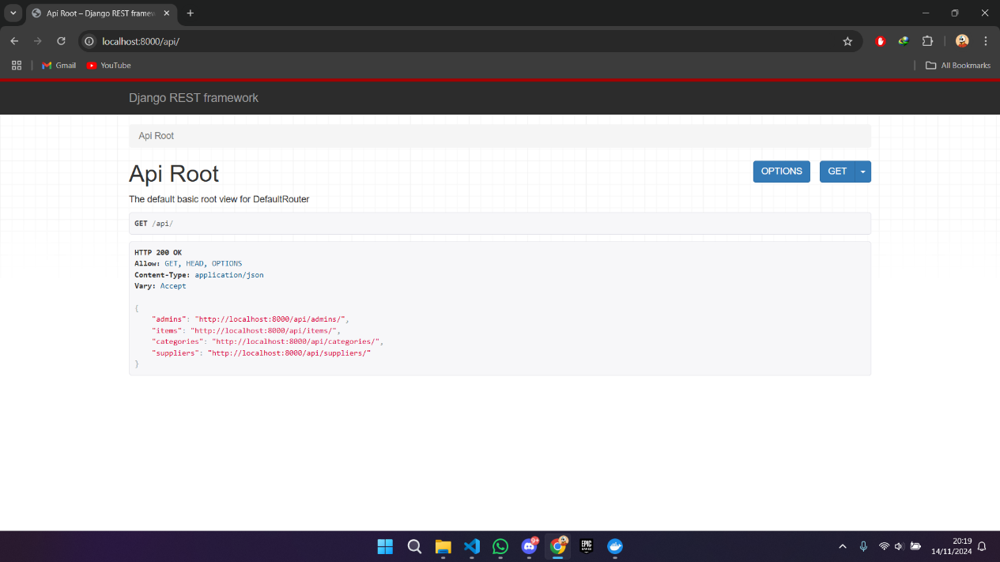 Api Root – Django REST framew
localhost:8000/api/
Gmail
YouTube
All Bookmarks
Django REST framework
Api Root
Api Root
OPTIONS
GET
The default basic root view for DefaultRouter
GET /api/
HTTP 200 OK
Allow: GET, HEAD, OPTIONS
Content-Type: application/json
Vary: Accept
{
"admins": "http://localhost:8000/api/admins/",
"items": "http://localhost:8000/api/items/",
"categories": "http://localhost:8000/api/categories/",
"suppliers": "http://localhost:8000/api/suppliers/"
}
9+
EPIC
GAMES
20:19
14/11/2024